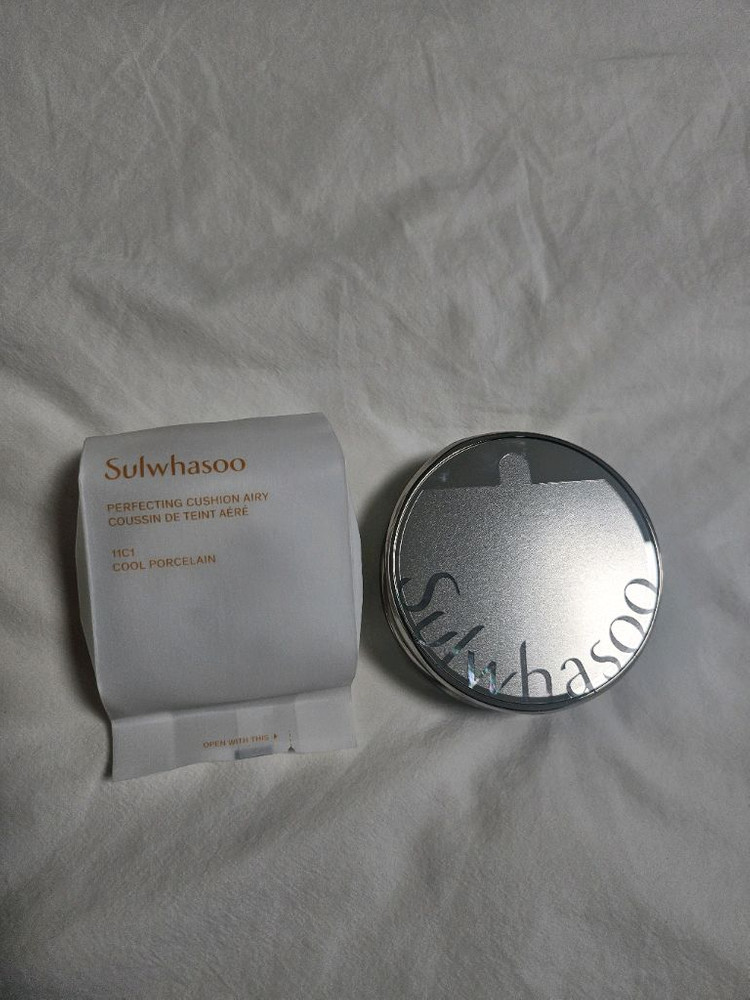 Sulwhasoo
PERFECTING CUSHION AIRY
COUSSIN DE TEINT AÉRÉ
11C1
COOL PORCELAIN
OPEN WITH THIS
Sulwhasoo